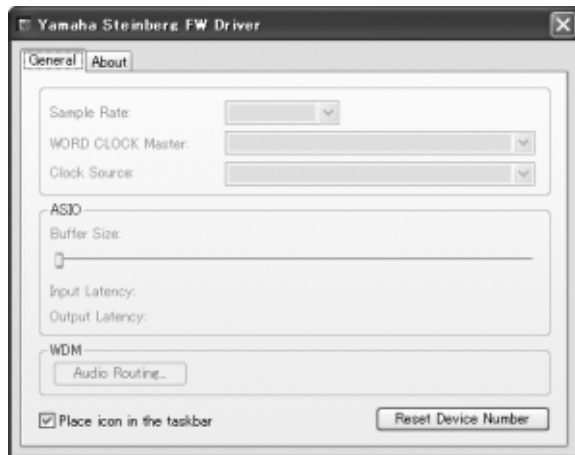 Yamaha Steinberg FW Driver
General About
Sample Rate:
WORD CLOCK Master:
Clock Source:
ASIO
Buffer Size:
Input Latency:
Output Latency:
WDM
Audio Routing...
Place icon in the taskbar
Reset Device Number